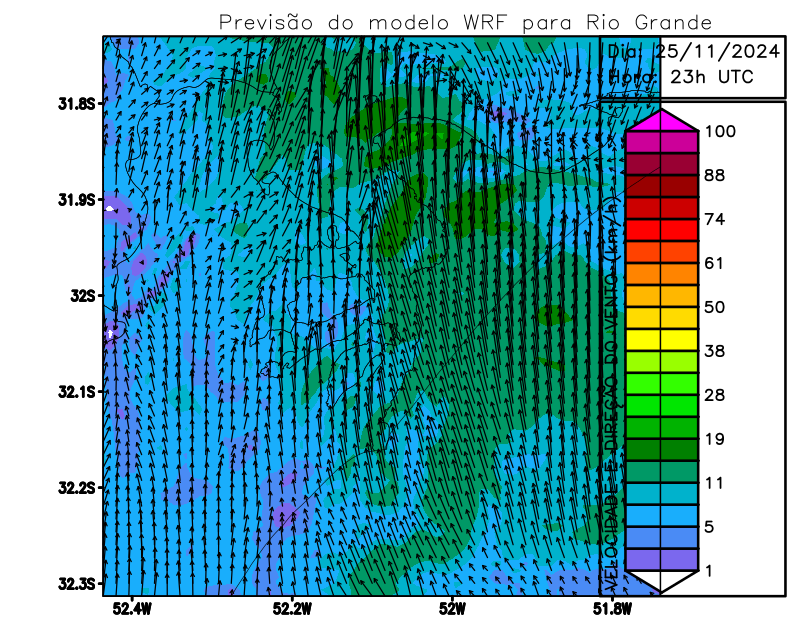 Previsão do modelo WRF para Rio Grande
Dia: 25/11/2024
Hora: 23h UTC
31.8S
31.9S
32S
32.1S
32.2S
32.3S
52.4W
52.2W
52W
51.8W
100
88
74
61
50
38
28
19
11
5
1
VELOCIDADE E DIREÇÃO DO VENTO (km/h)